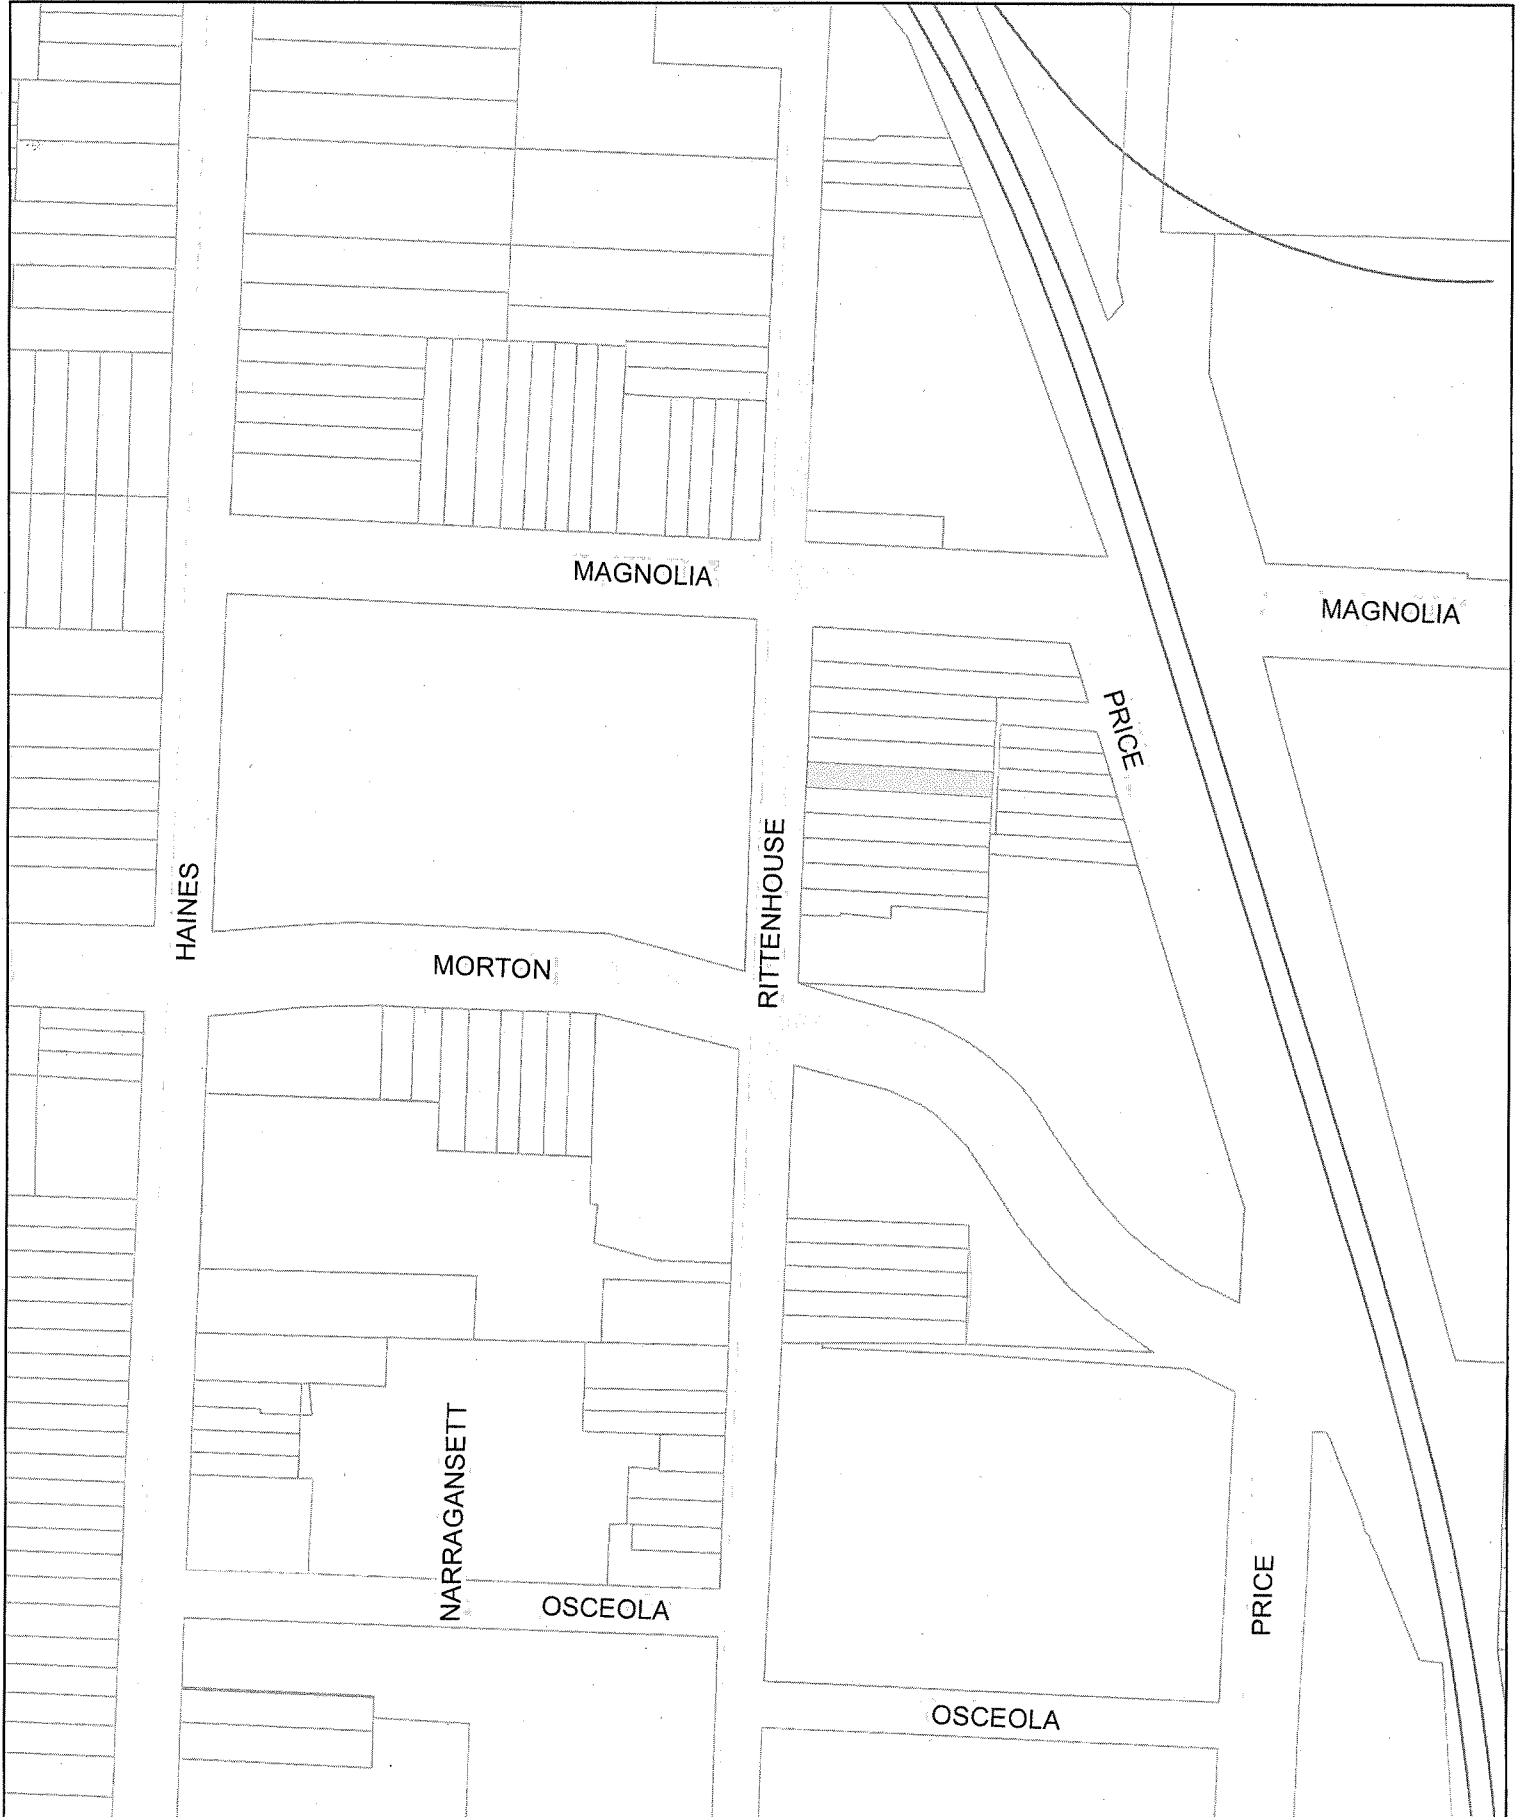 MAGNOLIA
MAGNOLIA
PRICE
HAINES
RITTENHOUSE
MORTON
NARRAGANSETT
OSCEOLA
PRICE
OSCEOLA